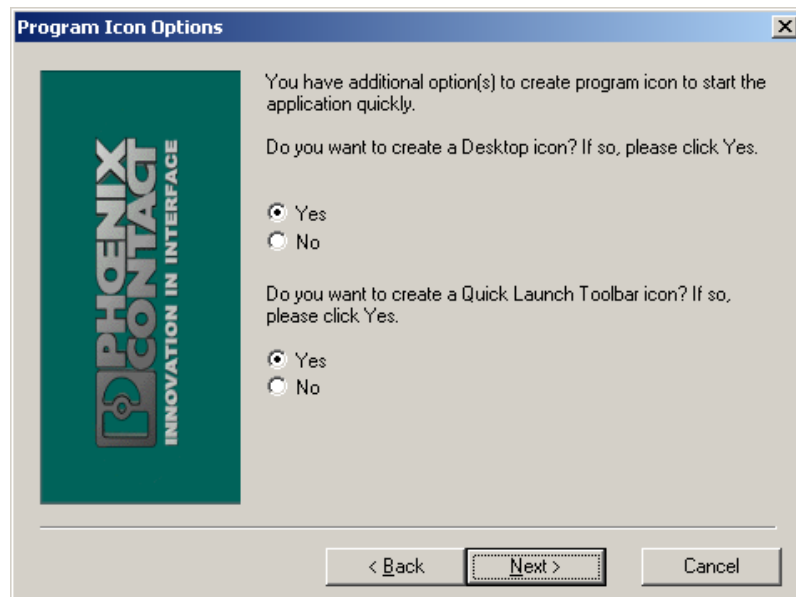 Program Icon Options
You have additional option(s) to create program icon to start the
application quickly.
Do you want to create a Desktop icon? If so, please click Yes.
Yes
No
Do you want to create a Quick Launch Toolbar icon? If so,
please click Yes.
Yes
No
PHŒNIX
CONTACT
INNOVATION IN INTERFACE
< Back
Next >
Cancel